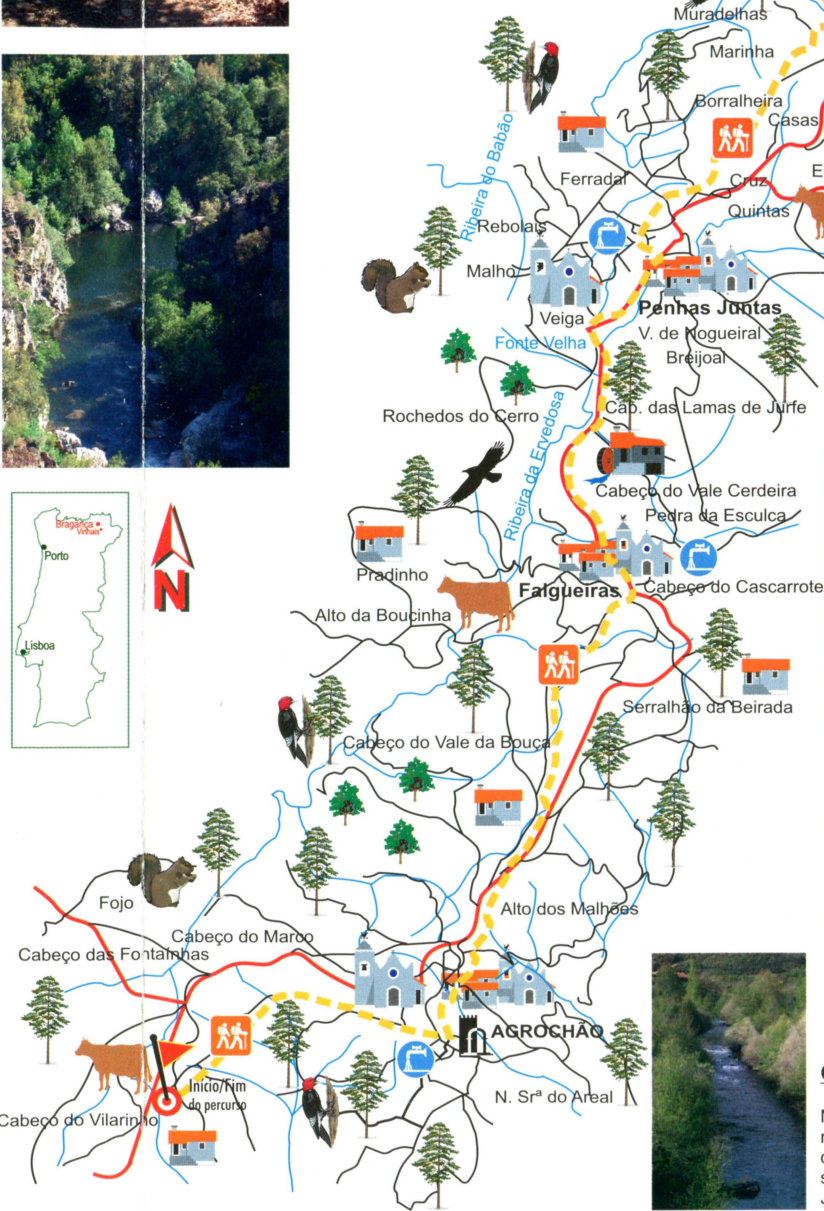 Muradelhas
Marinha
Borralheira
Casas
Ribeira do Babão
Ferradal
Cruz
E
Quintas
Rebolais
Malho
Veiga
Penhas Juntas
Fonte Velha
V. de Nogueiral
Breijoal
Rochedos do Cerro
Cab. das Lamas de Jurfe
Ribeira da Ervedosa
Cabeço do Vale Cerdeira
Pedra da Esculca
Bragança
Vinhais
Porto
Lisboa
N
Pradinho
Falgueiras
Cabeço do Cascarrote
Alto da Boucinha
Serralhão da Beirada
Cabeço do Vale da Bouça
Fojo
Alto dos Malhões
Cabeço do Marco
Cabeço das Fontaínhas
AGROCHÃO
Início/Fim
do percurso
N. Srª do Areal
Cabeço do Vilarinho